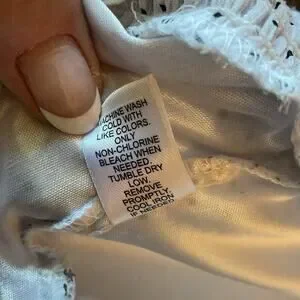 MACHINE WASH
COLD WITH
LIKE COLORS.
ONLY
NON-CHLORINE
BLEACH WHEN
NEEDED.
TUMBLE DRY
LOW.
REMOVE
PROMPTLY.
COOL IRON
IF NEEDED